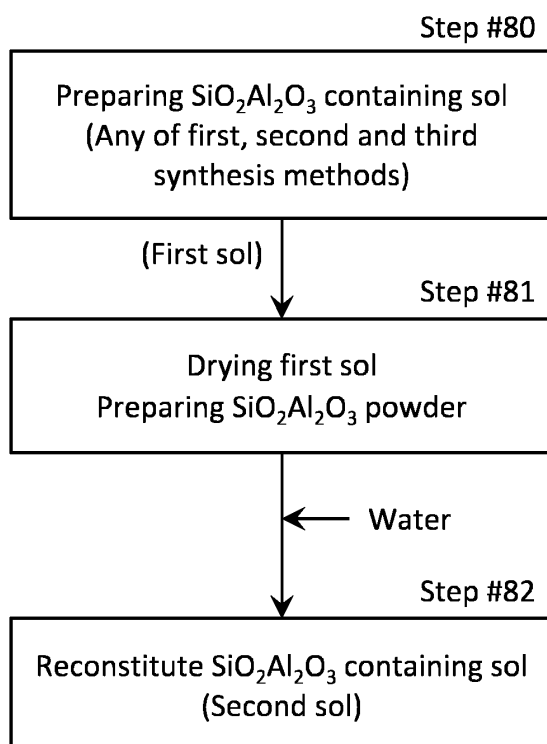 Step #80
Preparing SiO₂Al₂O₃ containing sol
(Any of first, second and third
synthesis methods)
(First sol)
Step #81
Drying first sol
Preparing SiO₂Al₂O₃ powder
Water
Step #82
Reconstitute SiO₂Al₂O₃ containing sol
(Second sol)